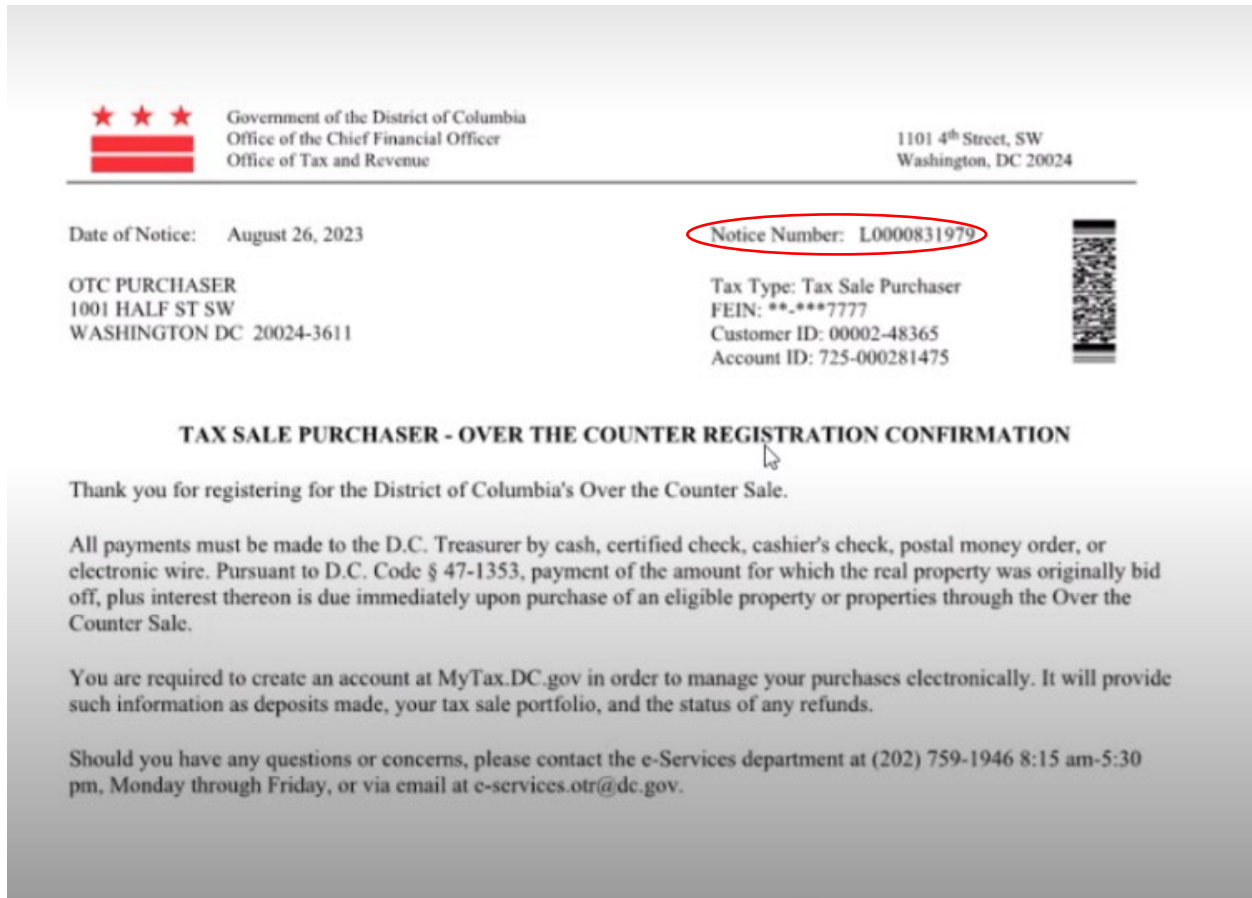 Government of the District of Columbia
Office of the Chief Financial Officer
Office of Tax and Revenue
1101 4th Street, SW
Washington, DC 20024
Date of Notice: August 26, 2023
Notice Number: L0000831979
OTC PURCHASER
1001 HALF ST SW
WASHINGTON DC 20024-3611
Tax Type: Tax Sale Purchaser
FEIN: **-***7777
Customer ID: 00002-48365
Account ID: 725-000281475
TAX SALE PURCHASER - OVER THE COUNTER REGISTRATION CONFIRMATION
Thank you for registering for the District of Columbia's Over the Counter Sale.
All payments must be made to the D.C. Treasurer by cash, certified check, cashier's check, postal money order, or
electronic wire. Pursuant to D.C. Code § 47-1353, payment of the amount for which the real property was originally bid
off, plus interest thereon is due immediately upon purchase of an eligible property or properties through the Over the
Counter Sale.
You are required to create an account at MyTax.DC.gov in order to manage your purchases electronically. It will provide
such information as deposits made, your tax sale portfolio, and the status of any refunds.
Should you have any questions or concerns, please contact the e-Services department at (202) 759-1946 8:15 am-5:30
pm, Monday through Friday, or via email at e-services.otr@dc.gov.